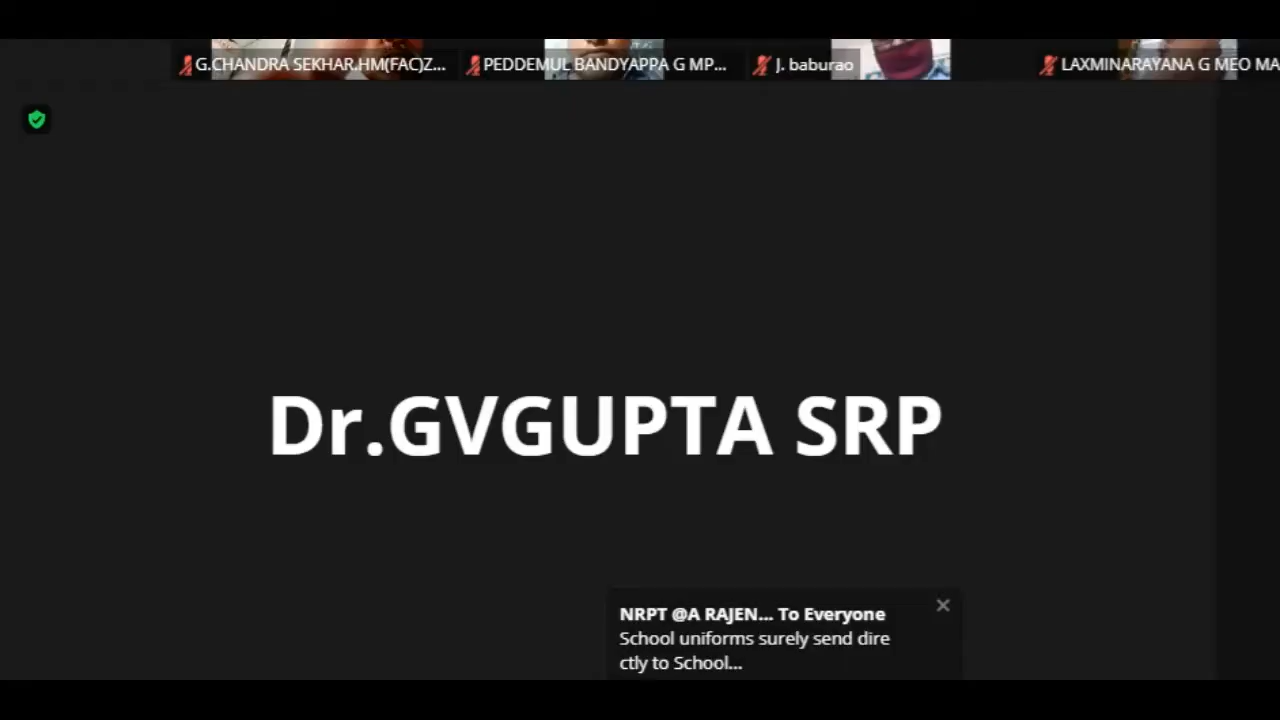 G.CHANDRA SEKHAR.HM(FAC)Z...
PEDDEMUL BANDYAPPA G MP...
J. baburao
LAXMINARAYANA G MEO MA
Dr.GVGUPTA SRP
NRPT @A RAJEN... To Everyone
School uniforms surely send dire
ctly to School...